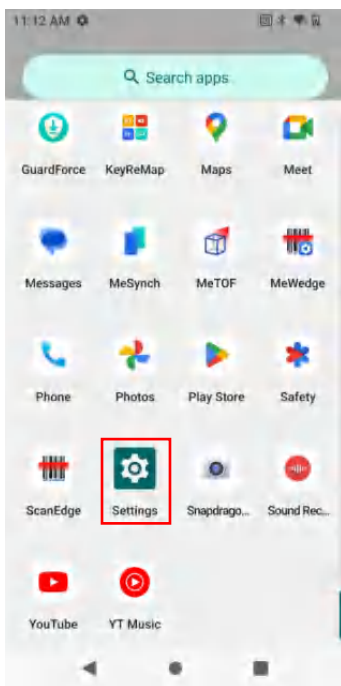 11:12 AM
Search apps
GuardForce KeyReMap Maps Meet
Messages MeSynch MeTOF MeWedge
Phone Photos Play Store Safety
ScanEdge Settings Snapdrago... Sound Rec...
YouTube YT Music